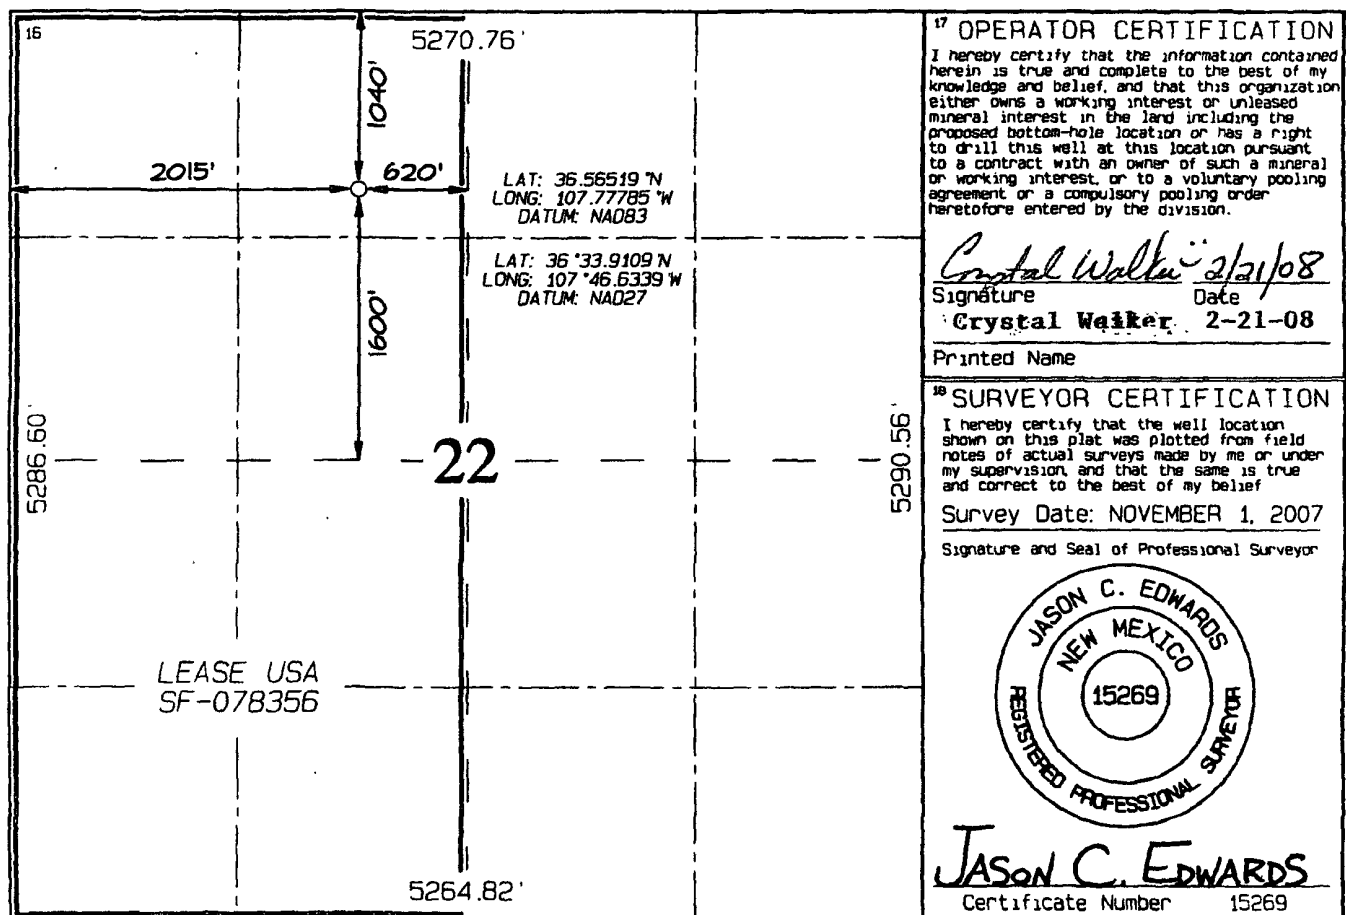 16
5270.76'
1040'
2015'
620'
LAT: 36.56519 °N
LONG: 107.77785 °W
DATUM: NAD83
LAT: 36 °33.9109 'N
LONG: 107 °46.6339 'W
DATUM: NAD27
1600'
5286.60'
22
5290.56'
LEASE USA
SF-078356
5264.82'
17 OPERATOR CERTIFICATION
I hereby certify that the information contained
herein is true and complete to the best of my
knowledge and belief, and that this organization
either owns a working interest or unleased
mineral interest in the land including the
proposed bottom-hole location or has a right
to drill this well at this location pursuant
to a contract with an owner of such a mineral
or working interest, or to a voluntary pooling
agreement or a compulsory pooling order
heretofore entered by the division.
Crystal Walker 2/21/08
Signature Date
Crystal Walker 2-21-08
Printed Name
18 SURVEYOR CERTIFICATION
I hereby certify that the well location
shown on this plat was plotted from field
notes of actual surveys made by me or under
my supervision, and that the same is true
and correct to the best of my belief
Survey Date: NOVEMBER 1, 2007
Signature and Seal of Professional Surveyor
JASON C. EDWARDS
NEW MEXICO
15269
REGISTERED PROFESSIONAL SURVEYOR
JASON C. EDWARDS
Certificate Number 15269